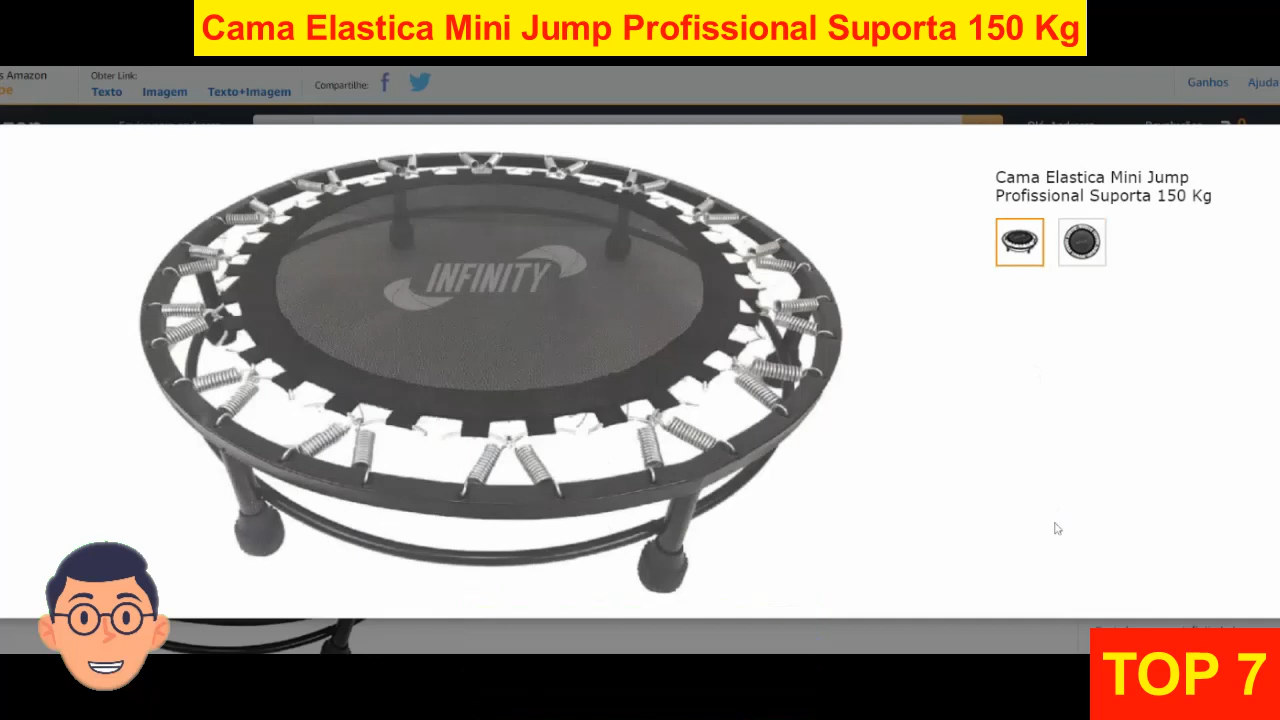 Cama Elastica Mini Jump Profissional Suporta 150 Kg
s Amazon
Obter Link:
Texto Imagem Texto+Imagem
Compartilhe:
Ganhos Ajuda
Cama Elastica Mini Jump
Profissional Suporta 150 Kg
INFINITY
TOP 7